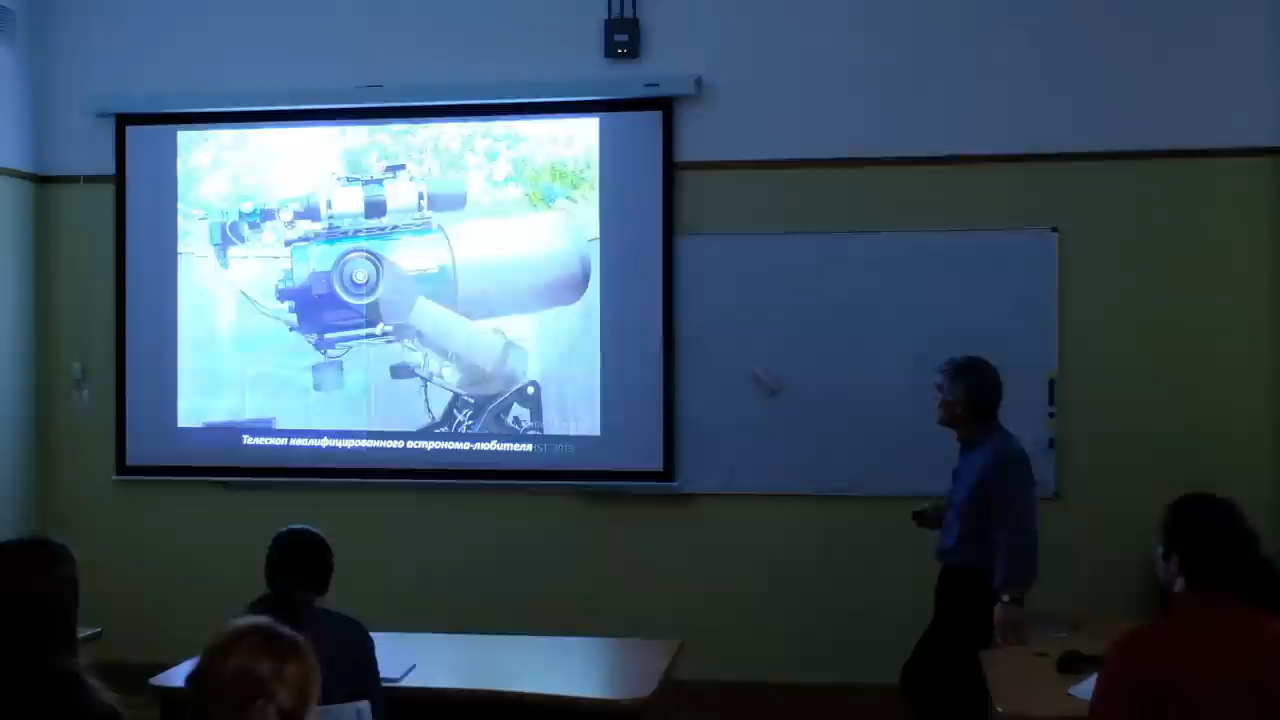 Телескоп квалифицированного астронома-любителя